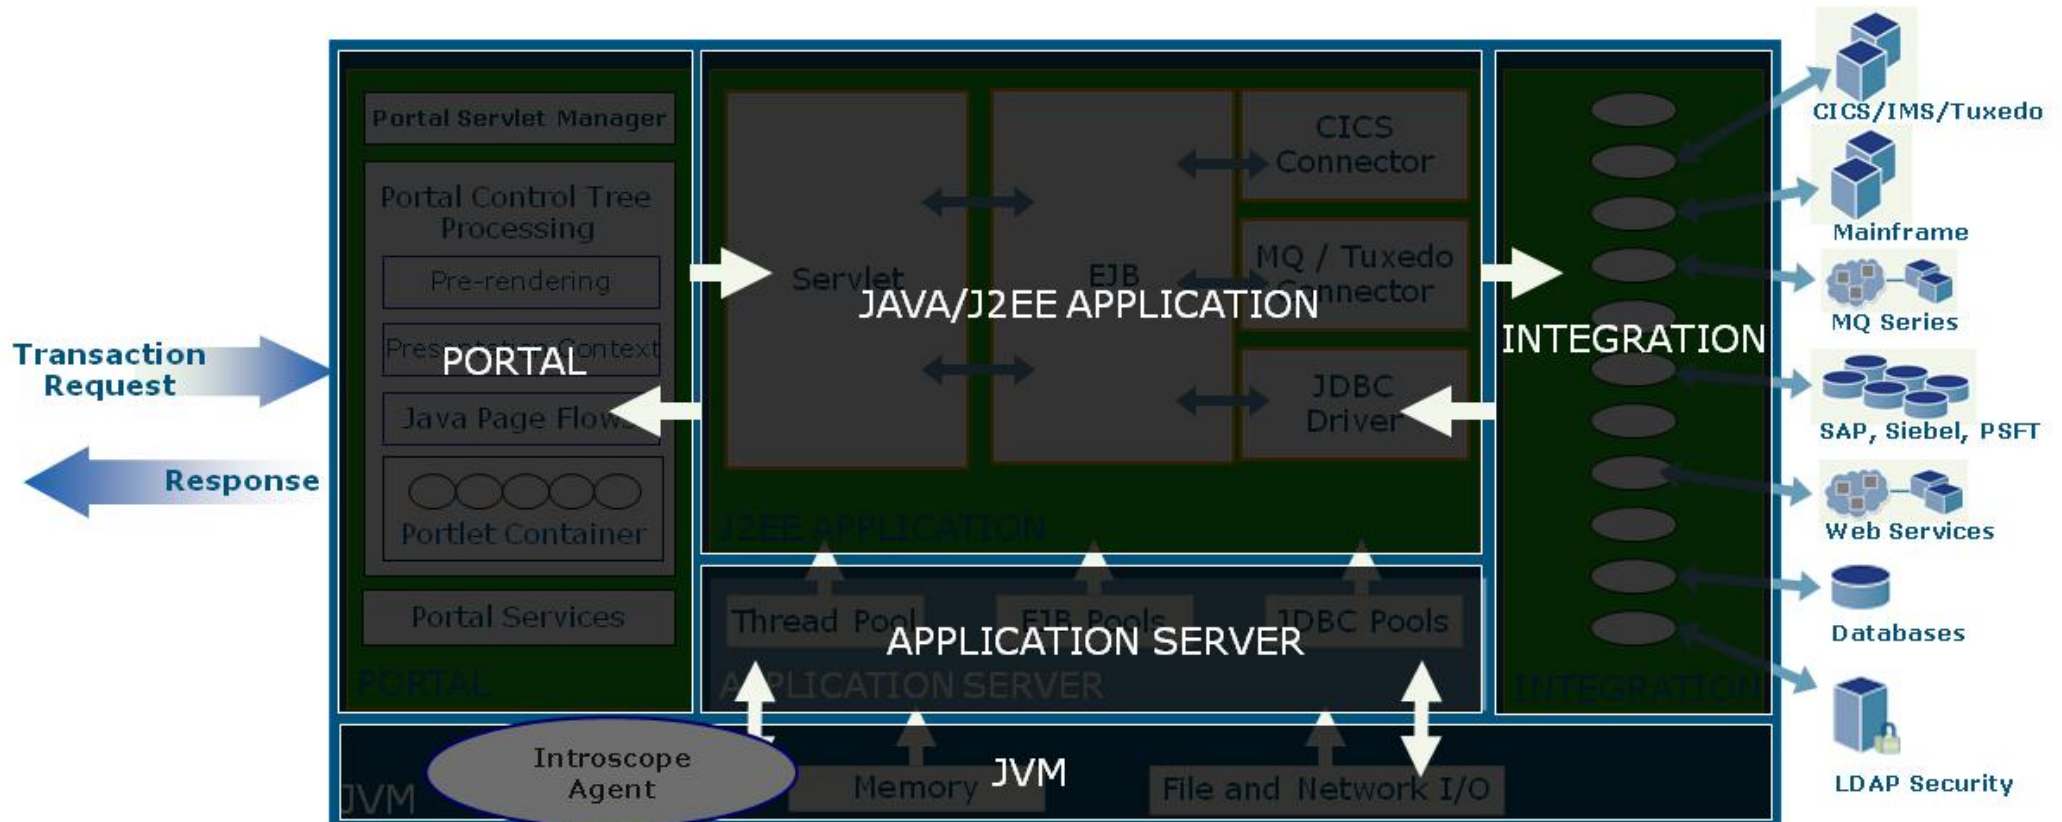 Transaction
Request
Response
Portal Servlet Manager
Portal Control Tree
Processing
Pre-rendering
Presentation Context
PORTAL
Java Page Flows
Portlet Container
Portal Services
PORTAL
Servlet
EJB
CICS
Connector
MQ / Tuxedo
Connector
JDBC
Driver
JAVA/J2EE APPLICATION
J2EE APPLICATION
Thread Pool
EJB Pools
JDBC Pools
APPLICATION SERVER
APPLICATION SERVER
INTEGRATION
INTEGRATION
JVM
Introscope
Agent
Memory
JVM
File and Network I/O
CICS/IMS/Tuxedo
Mainframe
MQ Series
SAP, Siebel, PSFT
Web Services
Databases
LDAP Security